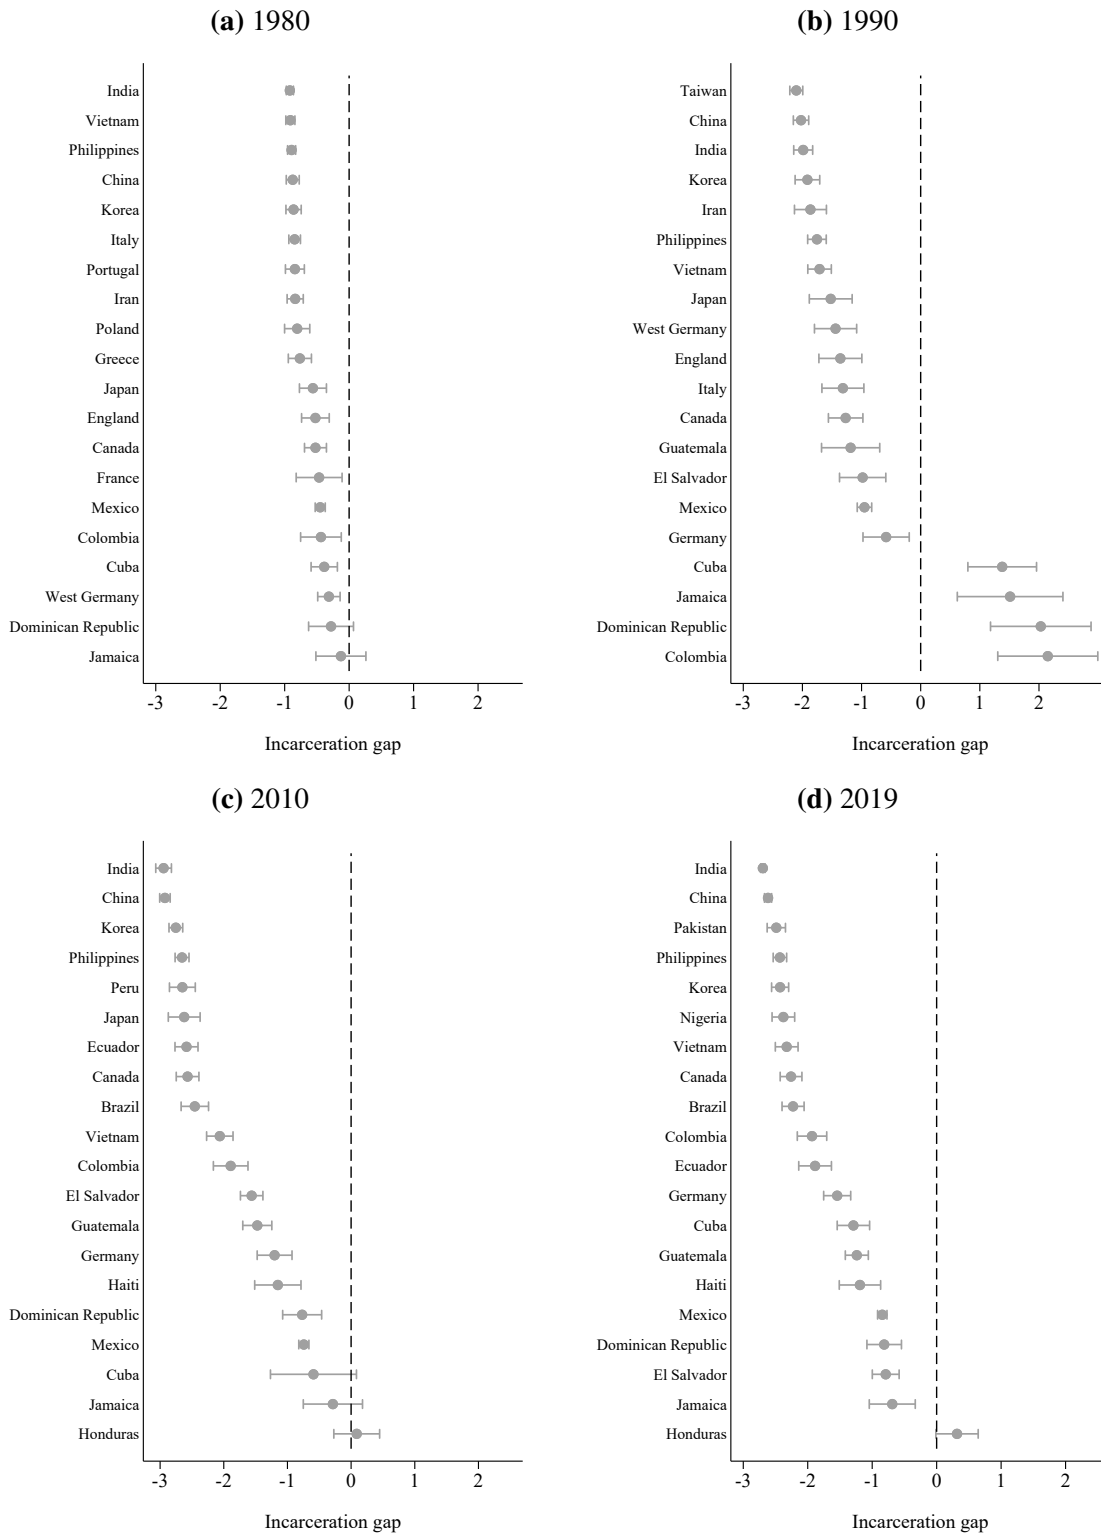 (a) 1980
India
Vietnam
Philippines
China
Korea
Italy
Portugal
Iran
Poland
Greece
Japan
England
Canada
France
Mexico
Colombia
Cuba
West Germany
Dominican Republic
Jamaica
-3 -2 -1 0 1 2
Incarceration gap
(b) 1990
Taiwan
China
India
Korea
Iran
Philippines
Vietnam
Japan
West Germany
England
Italy
Canada
Guatemala
El Salvador
Mexico
Germany
Cuba
Jamaica
Dominican Republic
Colombia
-3 -2 -1 0 1 2
Incarceration gap
(c) 2010
India
China
Korea
Philippines
Peru
Japan
Ecuador
Canada
Brazil
Vietnam
Colombia
El Salvador
Guatemala
Germany
Haiti
Dominican Republic
Mexico
Cuba
Jamaica
Honduras
-3 -2 -1 0 1 2
Incarceration gap
(d) 2019
India
China
Pakistan
Philippines
Korea
Nigeria
Vietnam
Canada
Brazil
Colombia
Ecuador
Germany
Cuba
Guatemala
Haiti
Mexico
Dominican Republic
El Salvador
Jamaica
Honduras
-3 -2 -1 0 1 2
Incarceration gap